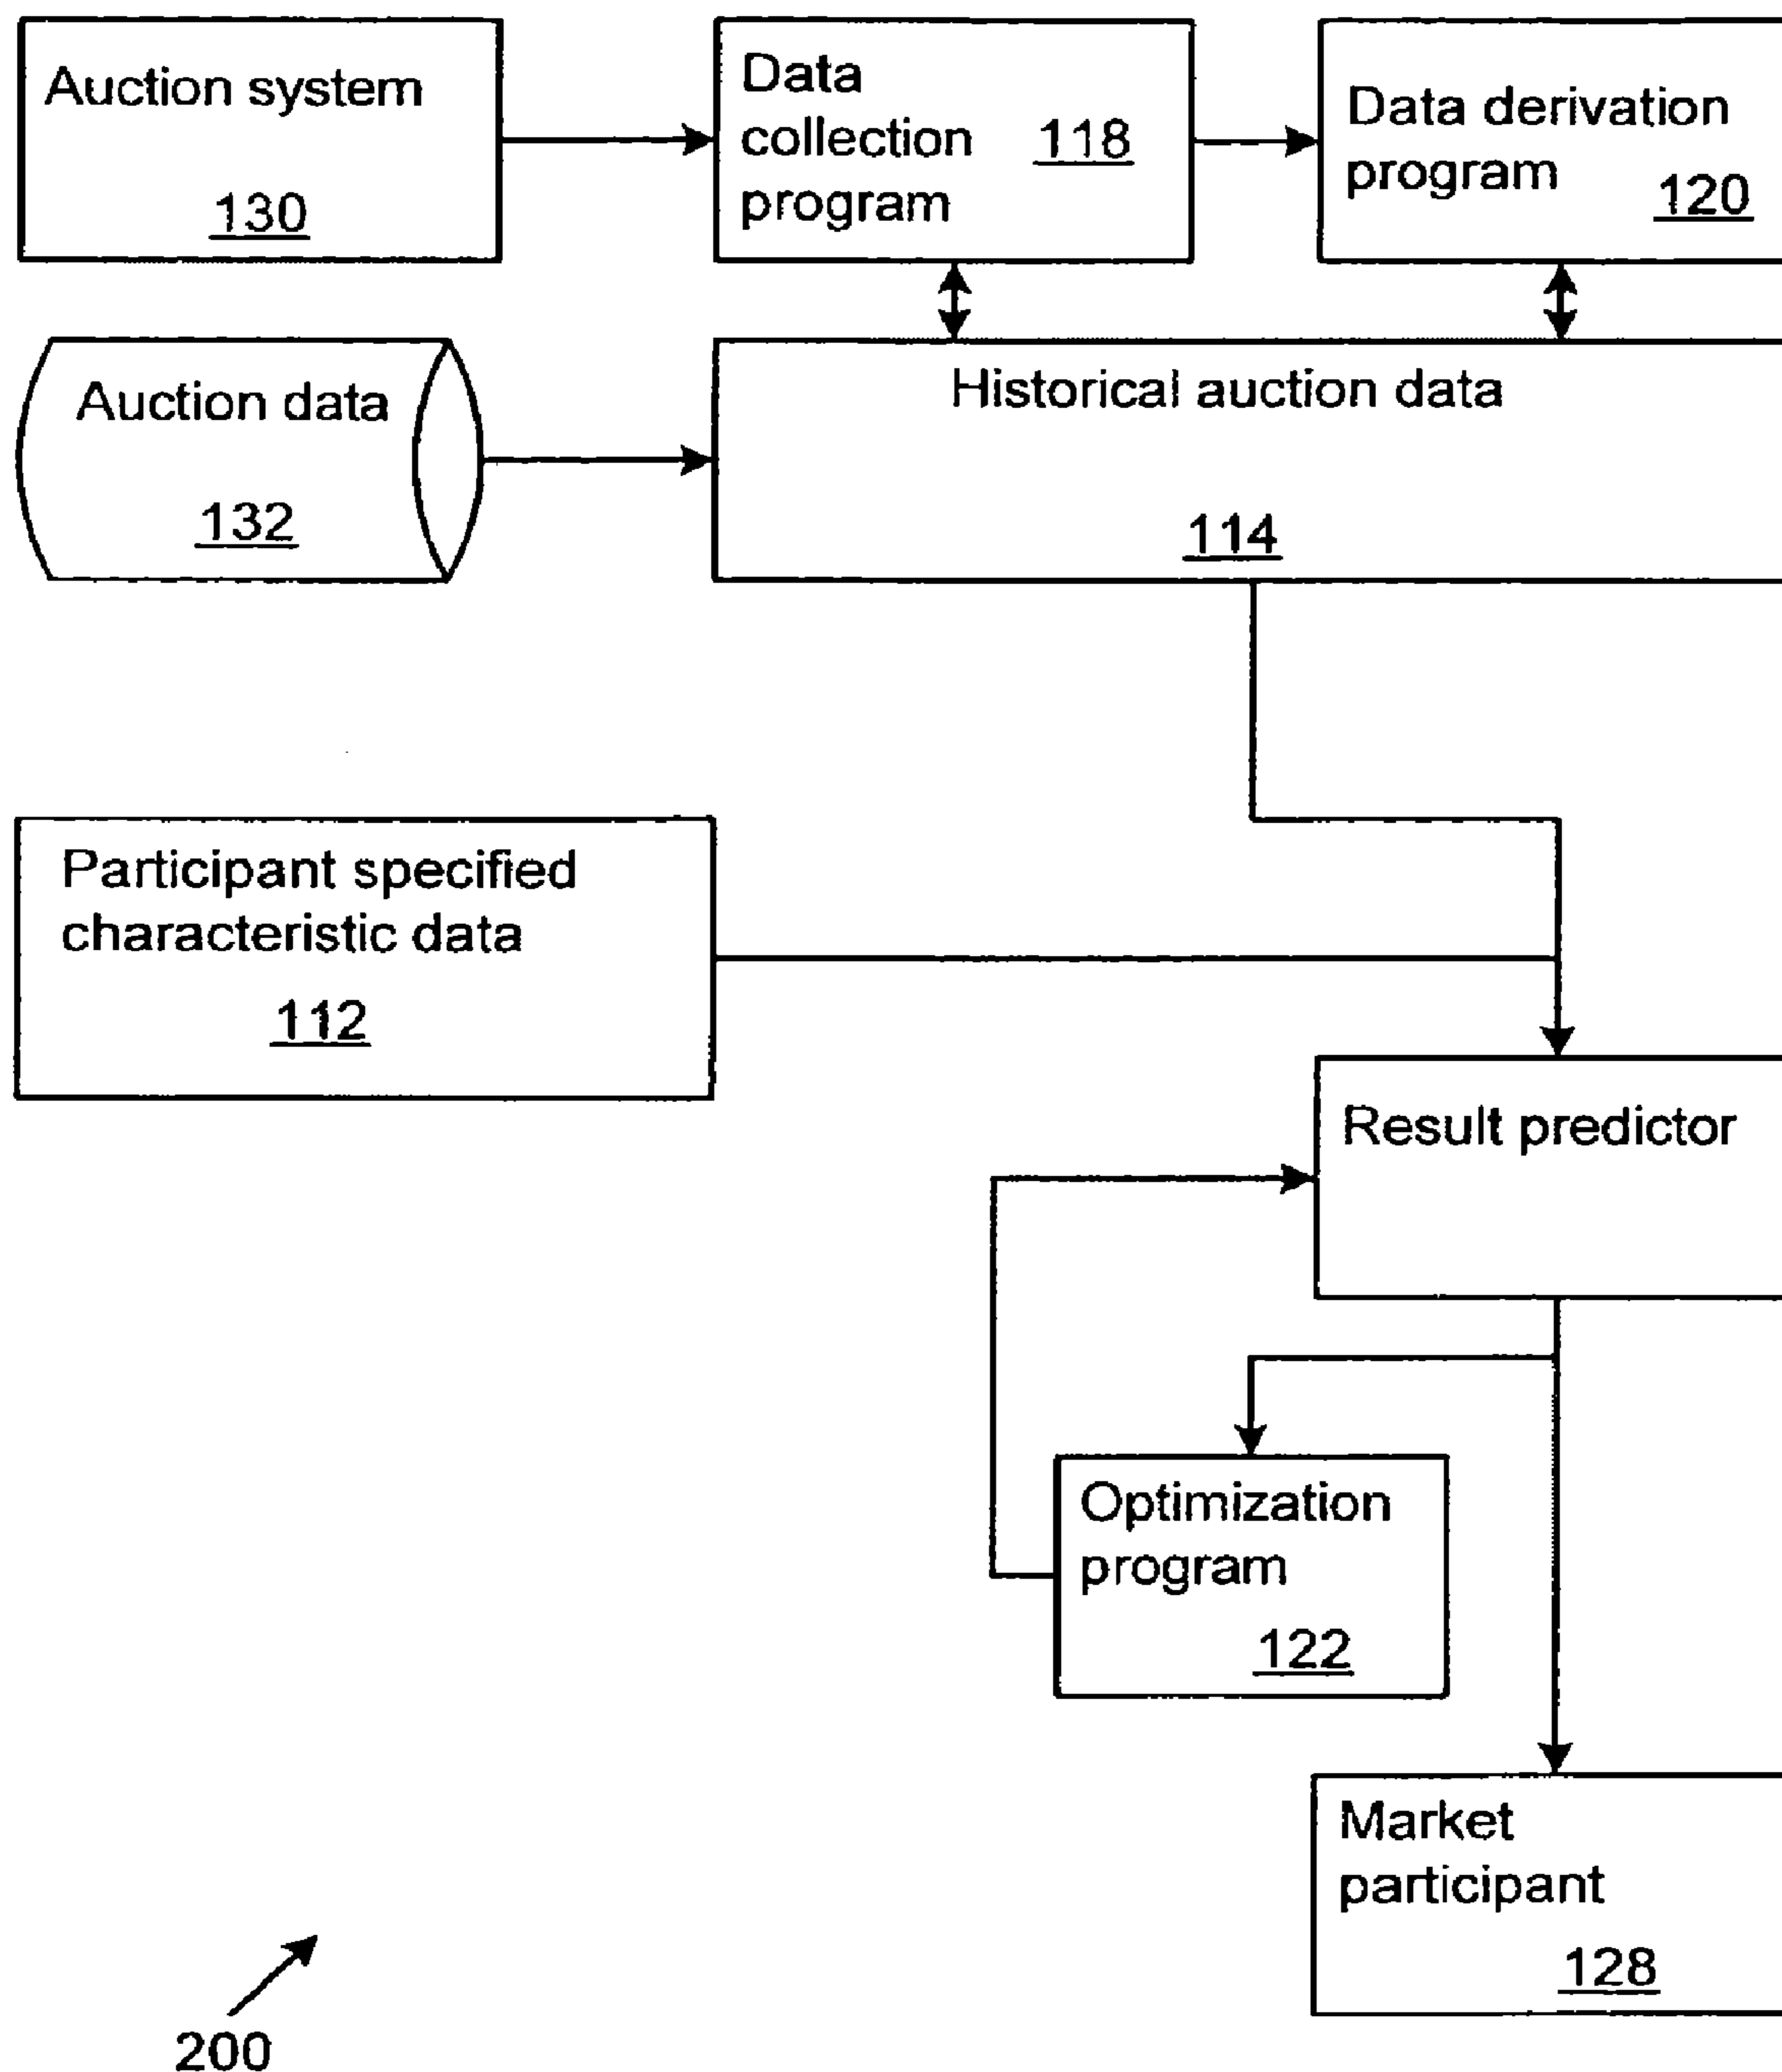 Auction system
130
Data
collection
program
118
Data derivation
program
120
Auction data
132
Historical auction data
114
Participant specified
characteristic data
112
Result predictor
Optimization
program
122
Market
participant
128
200